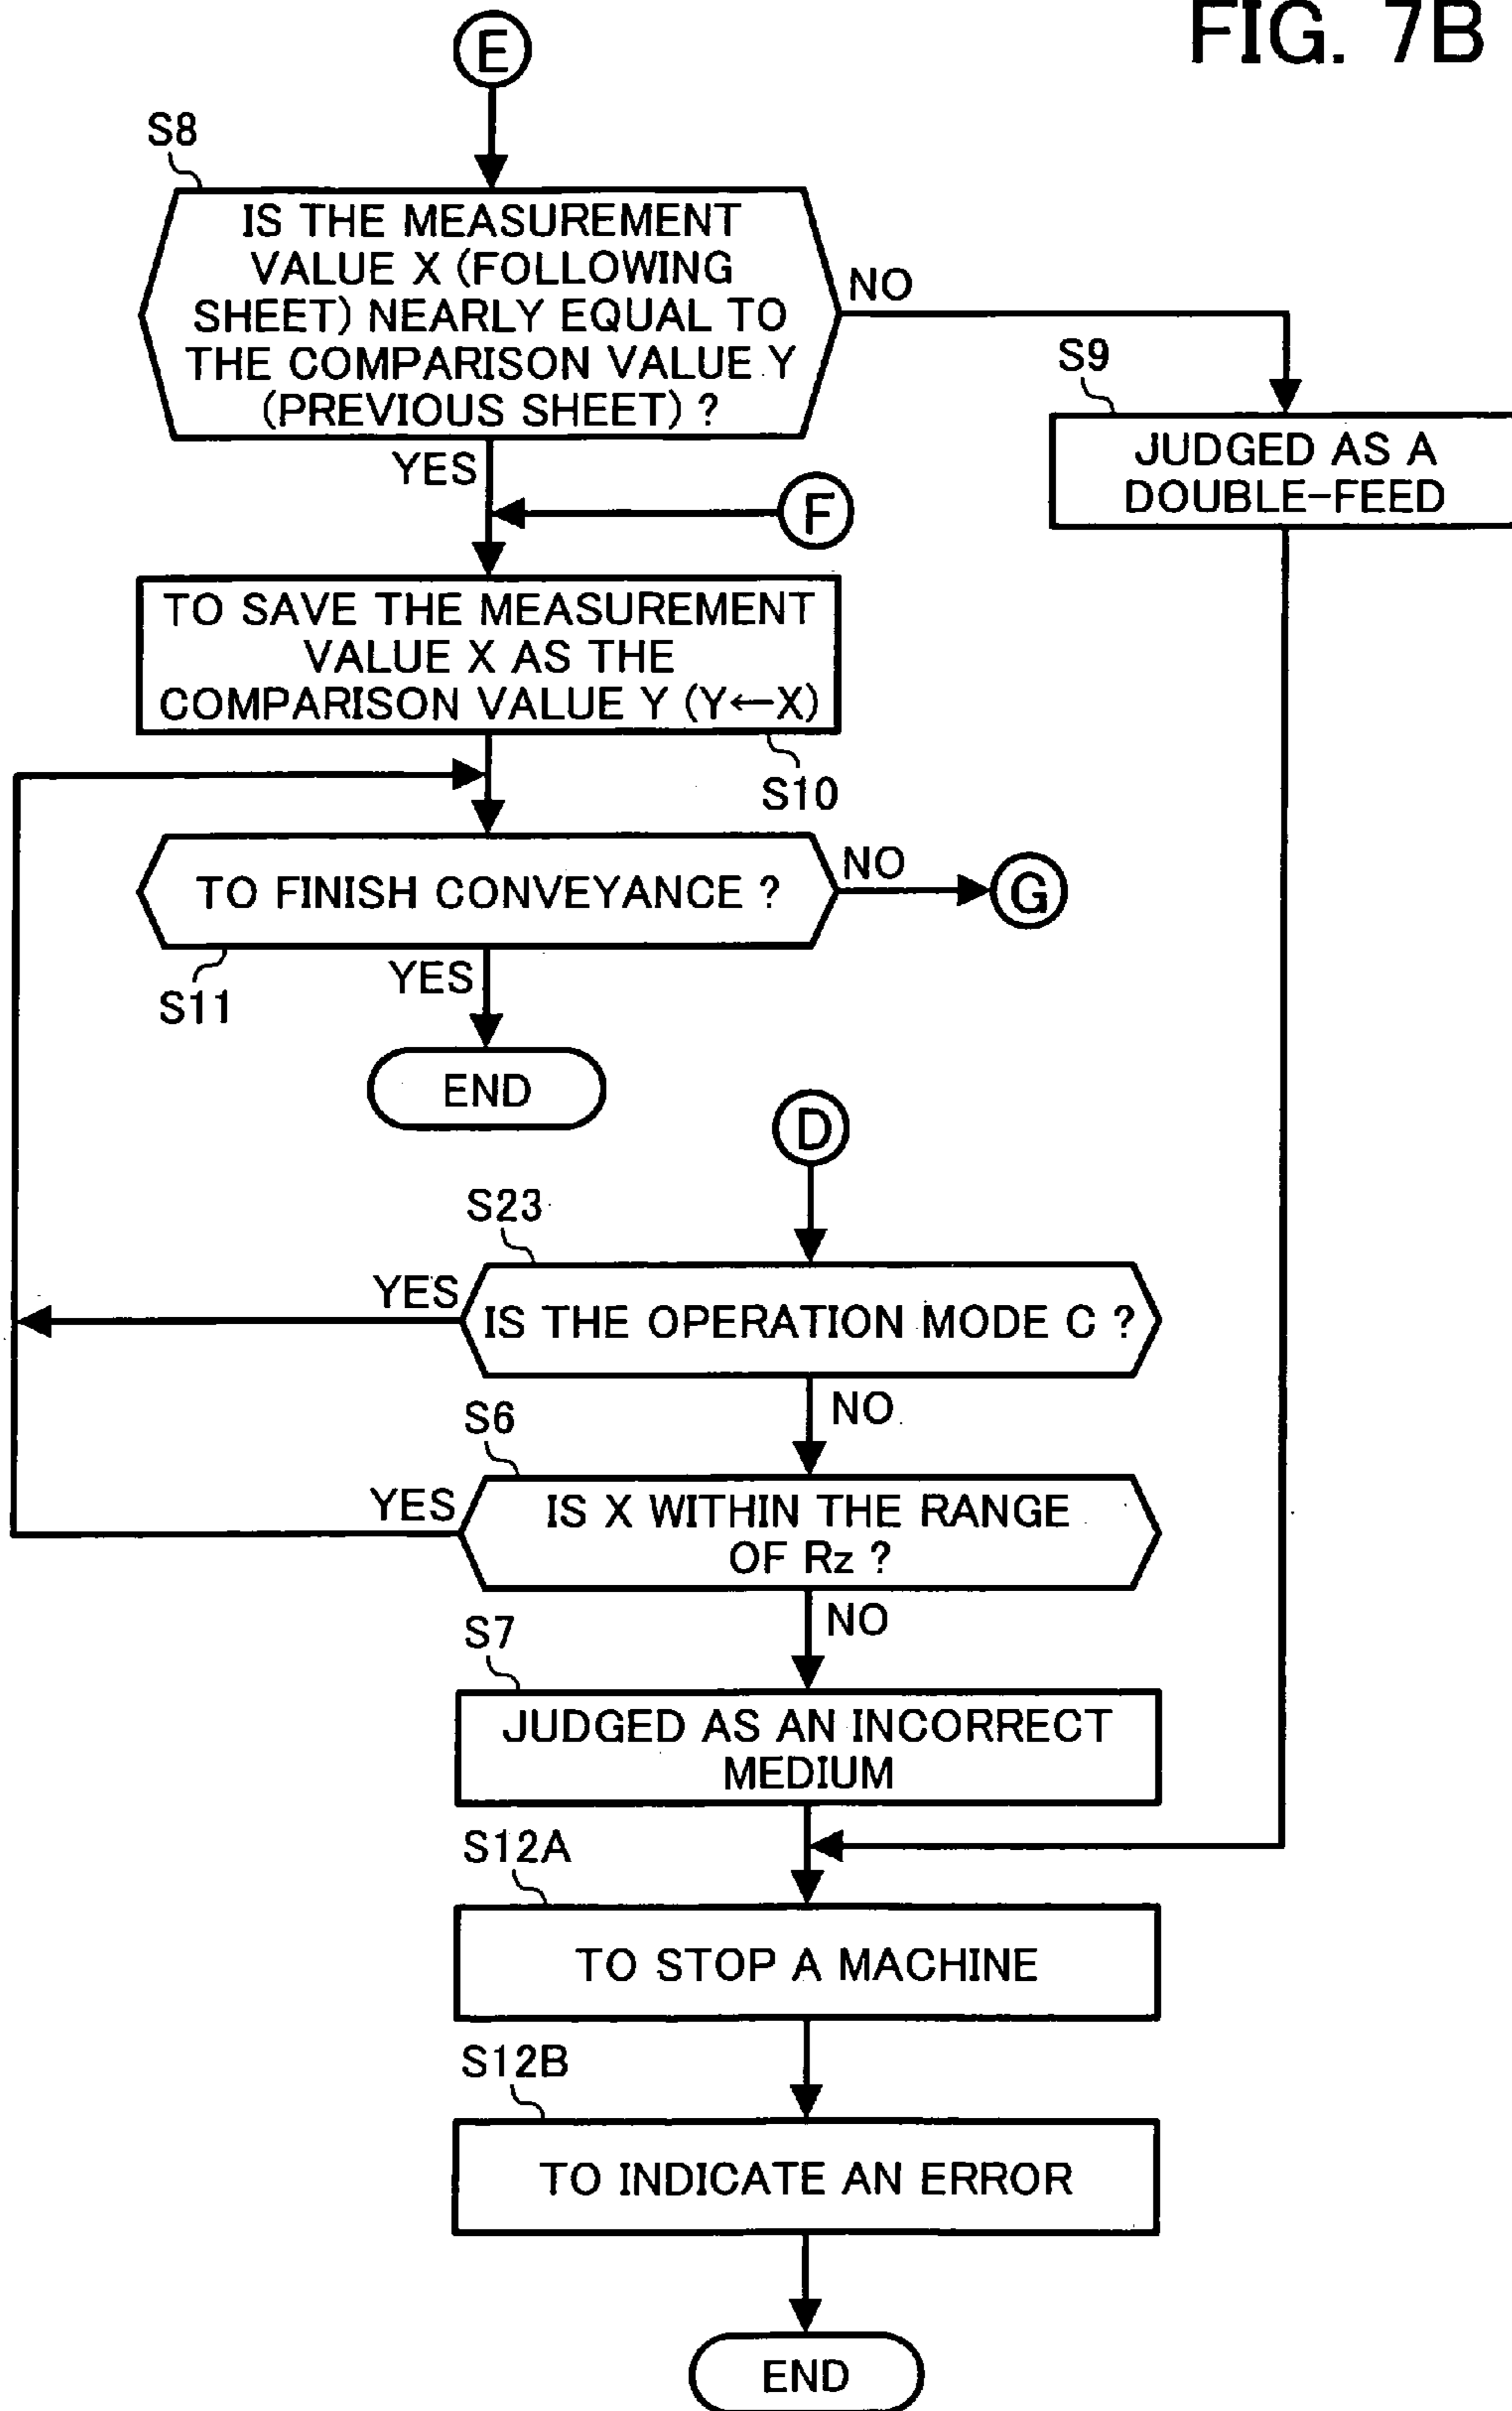 FIG. 7B
E
S8
IS THE MEASUREMENT
VALUE X (FOLLOWING
SHEET) NEARLY EQUAL TO
THE COMPARISON VALUE Y
(PREVIOUS SHEET) ?
NO
S9
JUDGED AS A
DOUBLE-FEED
YES
F
TO SAVE THE MEASUREMENT
VALUE X AS THE
COMPARISON VALUE Y (Y←X)
S10
TO FINISH CONVEYANCE ?
NO
G
S11
YES
END
D
S23
YES
IS THE OPERATION MODE C ?
NO
S6
YES
IS X WITHIN THE RANGE
OF Rz ?
NO
S7
JUDGED AS AN INCORRECT
MEDIUM
S12A
TO STOP A MACHINE
S12B
TO INDICATE AN ERROR
END